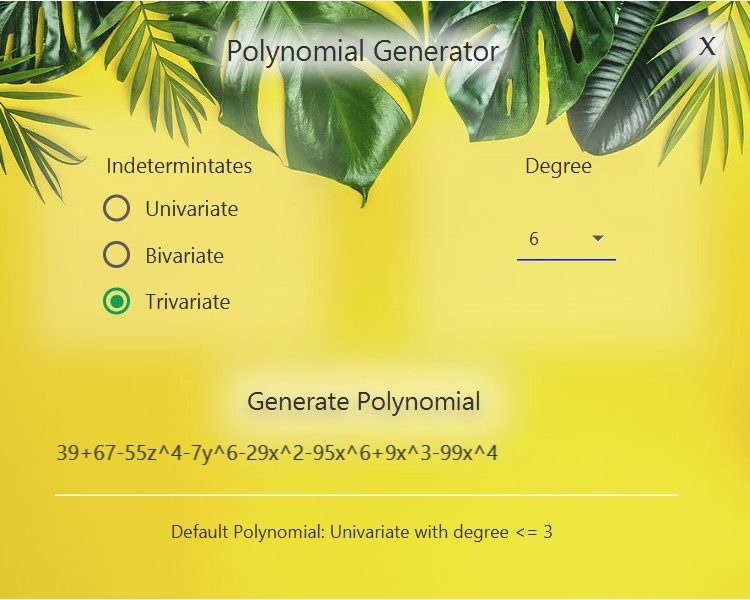 Polynomial Generator
X
Indetermintates
Degree
Univariate
6
Bivariate
Trivariate
Generate Polynomial
39+67-55z^4-7y^6-29x^2-95x^6+9x^3-99x^4
Default Polynomial: Univariate with degree <= 3